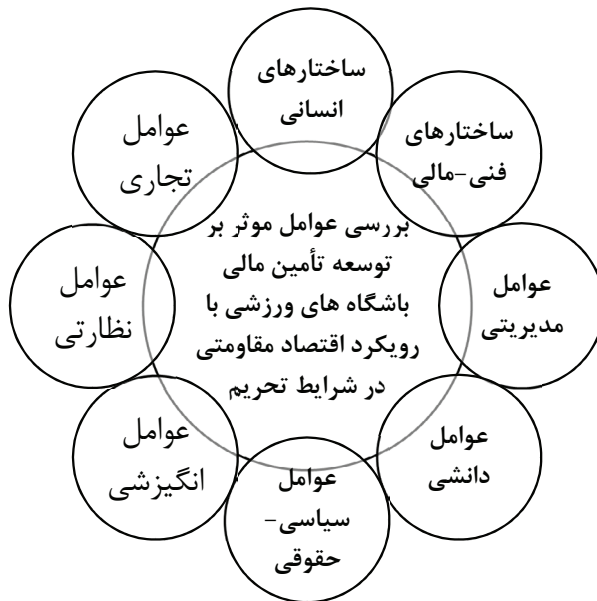 ساختارهای
انسانی
ساختارهای
فنی-مالی
عوامل
مدیریتی
عوامل
دانشی
عوامل
سیاسی-
حقوقی
عوامل
انگیزشی
عوامل
نظارتی
عوامل
تجاری
بررسی عوامل موثر بر
توسعه تأمین مالی
باشگاه های ورزشی با
رویکرد اقتصاد مقاومتی
در شرایط تحریم